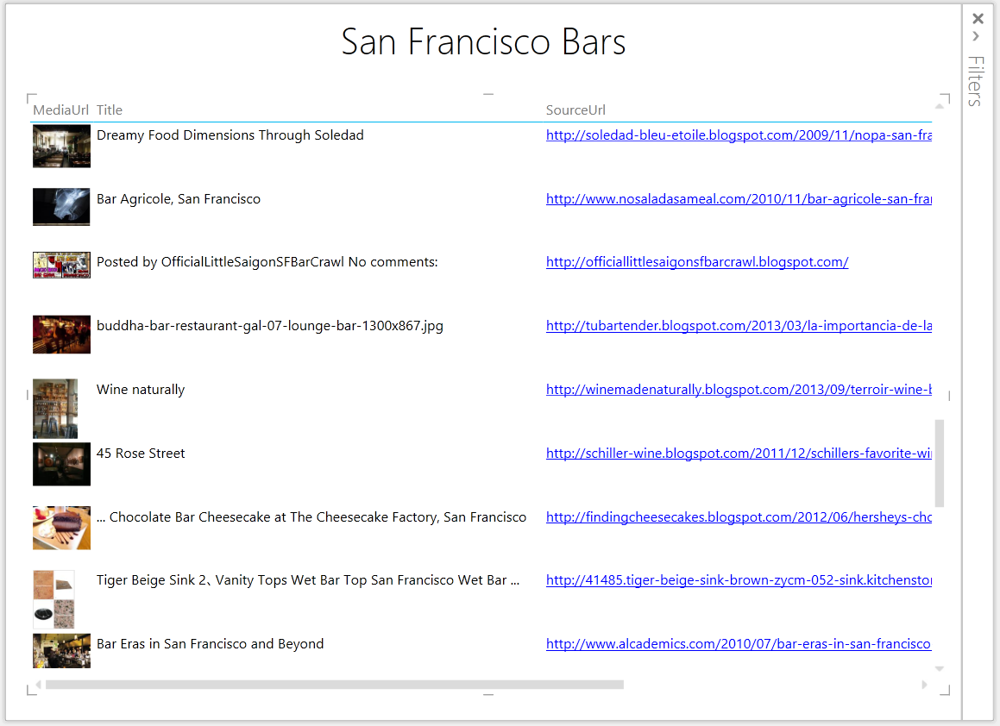 San Francisco Bars
Filters
MediaUrl Title SourceUrl
Dreamy Food Dimensions Through Soledad http://soledad-bleu-etoile.blogspot.com/2009/11/nopa-san-fra
Bar Agricole, San Francisco http://www.nosaladasameal.com/2010/11/bar-agricole-san-fran
Posted by OfficialLittleSaigonSFBarCrawl No comments: http://officiallittlesaigonsfbarcrawl.blogspot.com/
buddha-bar-restaurant-gal-07-lounge-bar-1300x867.jpg http://tubartender.blogspot.com/2013/03/la-importancia-de-la
Wine naturally http://winemadenaturally.blogspot.com/2013/09/terroir-wine-b
45 Rose Street http://schiller-wine.blogspot.com/2011/12/schillers-favorite-wi
... Chocolate Bar Cheesecake at The Cheesecake Factory, San Francisco http://findingcheesecakes.blogspot.com/2012/06/hersheys-cho
Tiger Beige Sink 2、Vanity Tops Wet Bar Top San Francisco Wet Bar ... http://41485.tiger-beige-sink-brown-zycm-052-sink.kitchenstor
Bar Eras in San Francisco and Beyond http://www.alcademics.com/2010/07/bar-eras-in-san-francisco